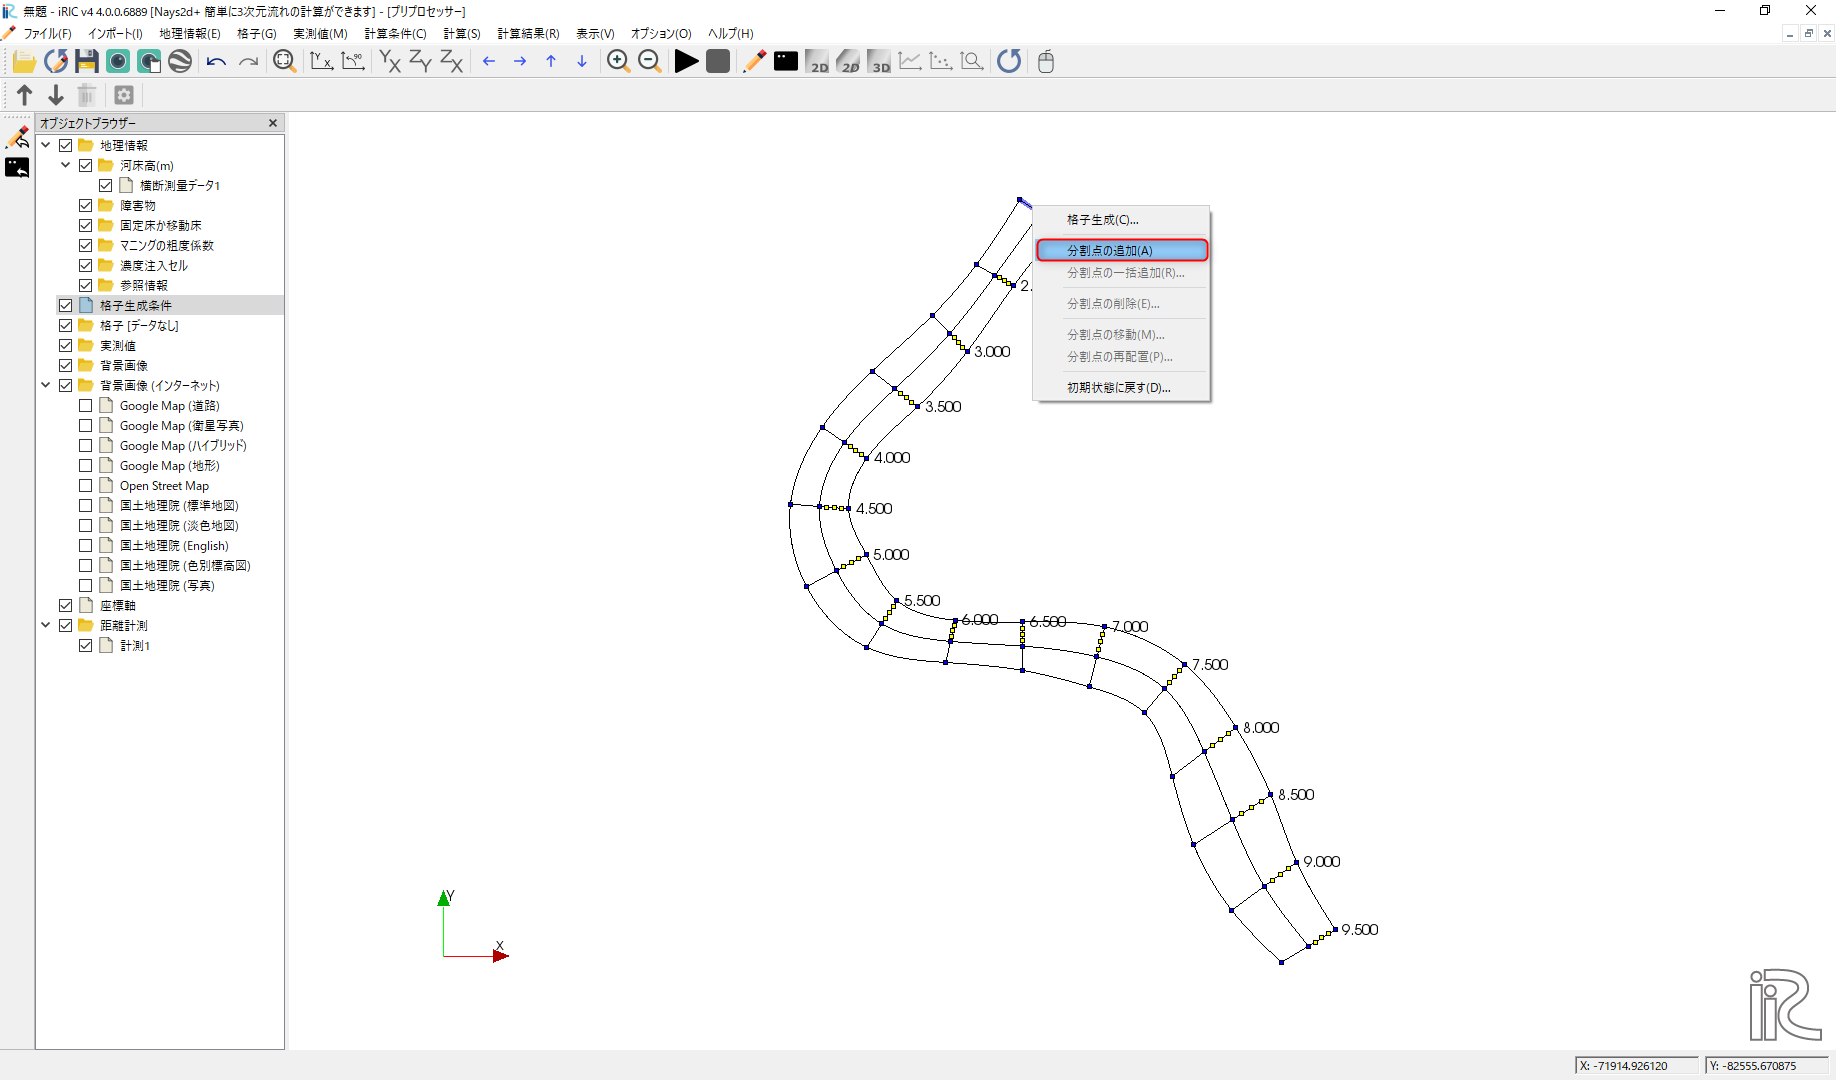 無題 - iRIC v4 4.0.0.6889 [Nays2d+ 簡単に3次元流れの計算ができます] - [プリプロセッサー]
ファイル(F) インポート(I) 地理情報(E) 格子(G) 実測値(M) 計算条件(C) 計算(S) 計算結果(R) 表示(V) オプション(O) ヘルプ(H)
オブジェクトブラウザー
地理情報
河床高(m)
横断測量データ1
障害物
固定床か移動床
マニングの粗度係数
濃度注入セル
参照情報
格子生成条件
格子 [データなし]
実測値
背景画像
背景画像 (インターネット)
Google Map (道路)
Google Map (衛星写真)
Google Map (ハイブリッド)
Google Map (地形)
Open Street Map
国土地理院 (標準地図)
国土地理院 (淡色地図)
国土地理院 (English)
国土地理院 (色別標高図)
国土地理院 (写真)
座標軸
距離計測
計測1
格子生成(C)...
分割点の追加(A)
分割点の一括追加(R)...
分割点の削除(E)...
分割点の移動(M)...
分割点の再配置(P)...
初期状態に戻す(D)...
2.
3.000
3.500
4.000
4.500
5.000
5.500
6.000
6.500
7.000
7.500
8.000
8.500
9.000
9.500
Y
X
iRIC
X: -71914.926120
Y: -82555.670875